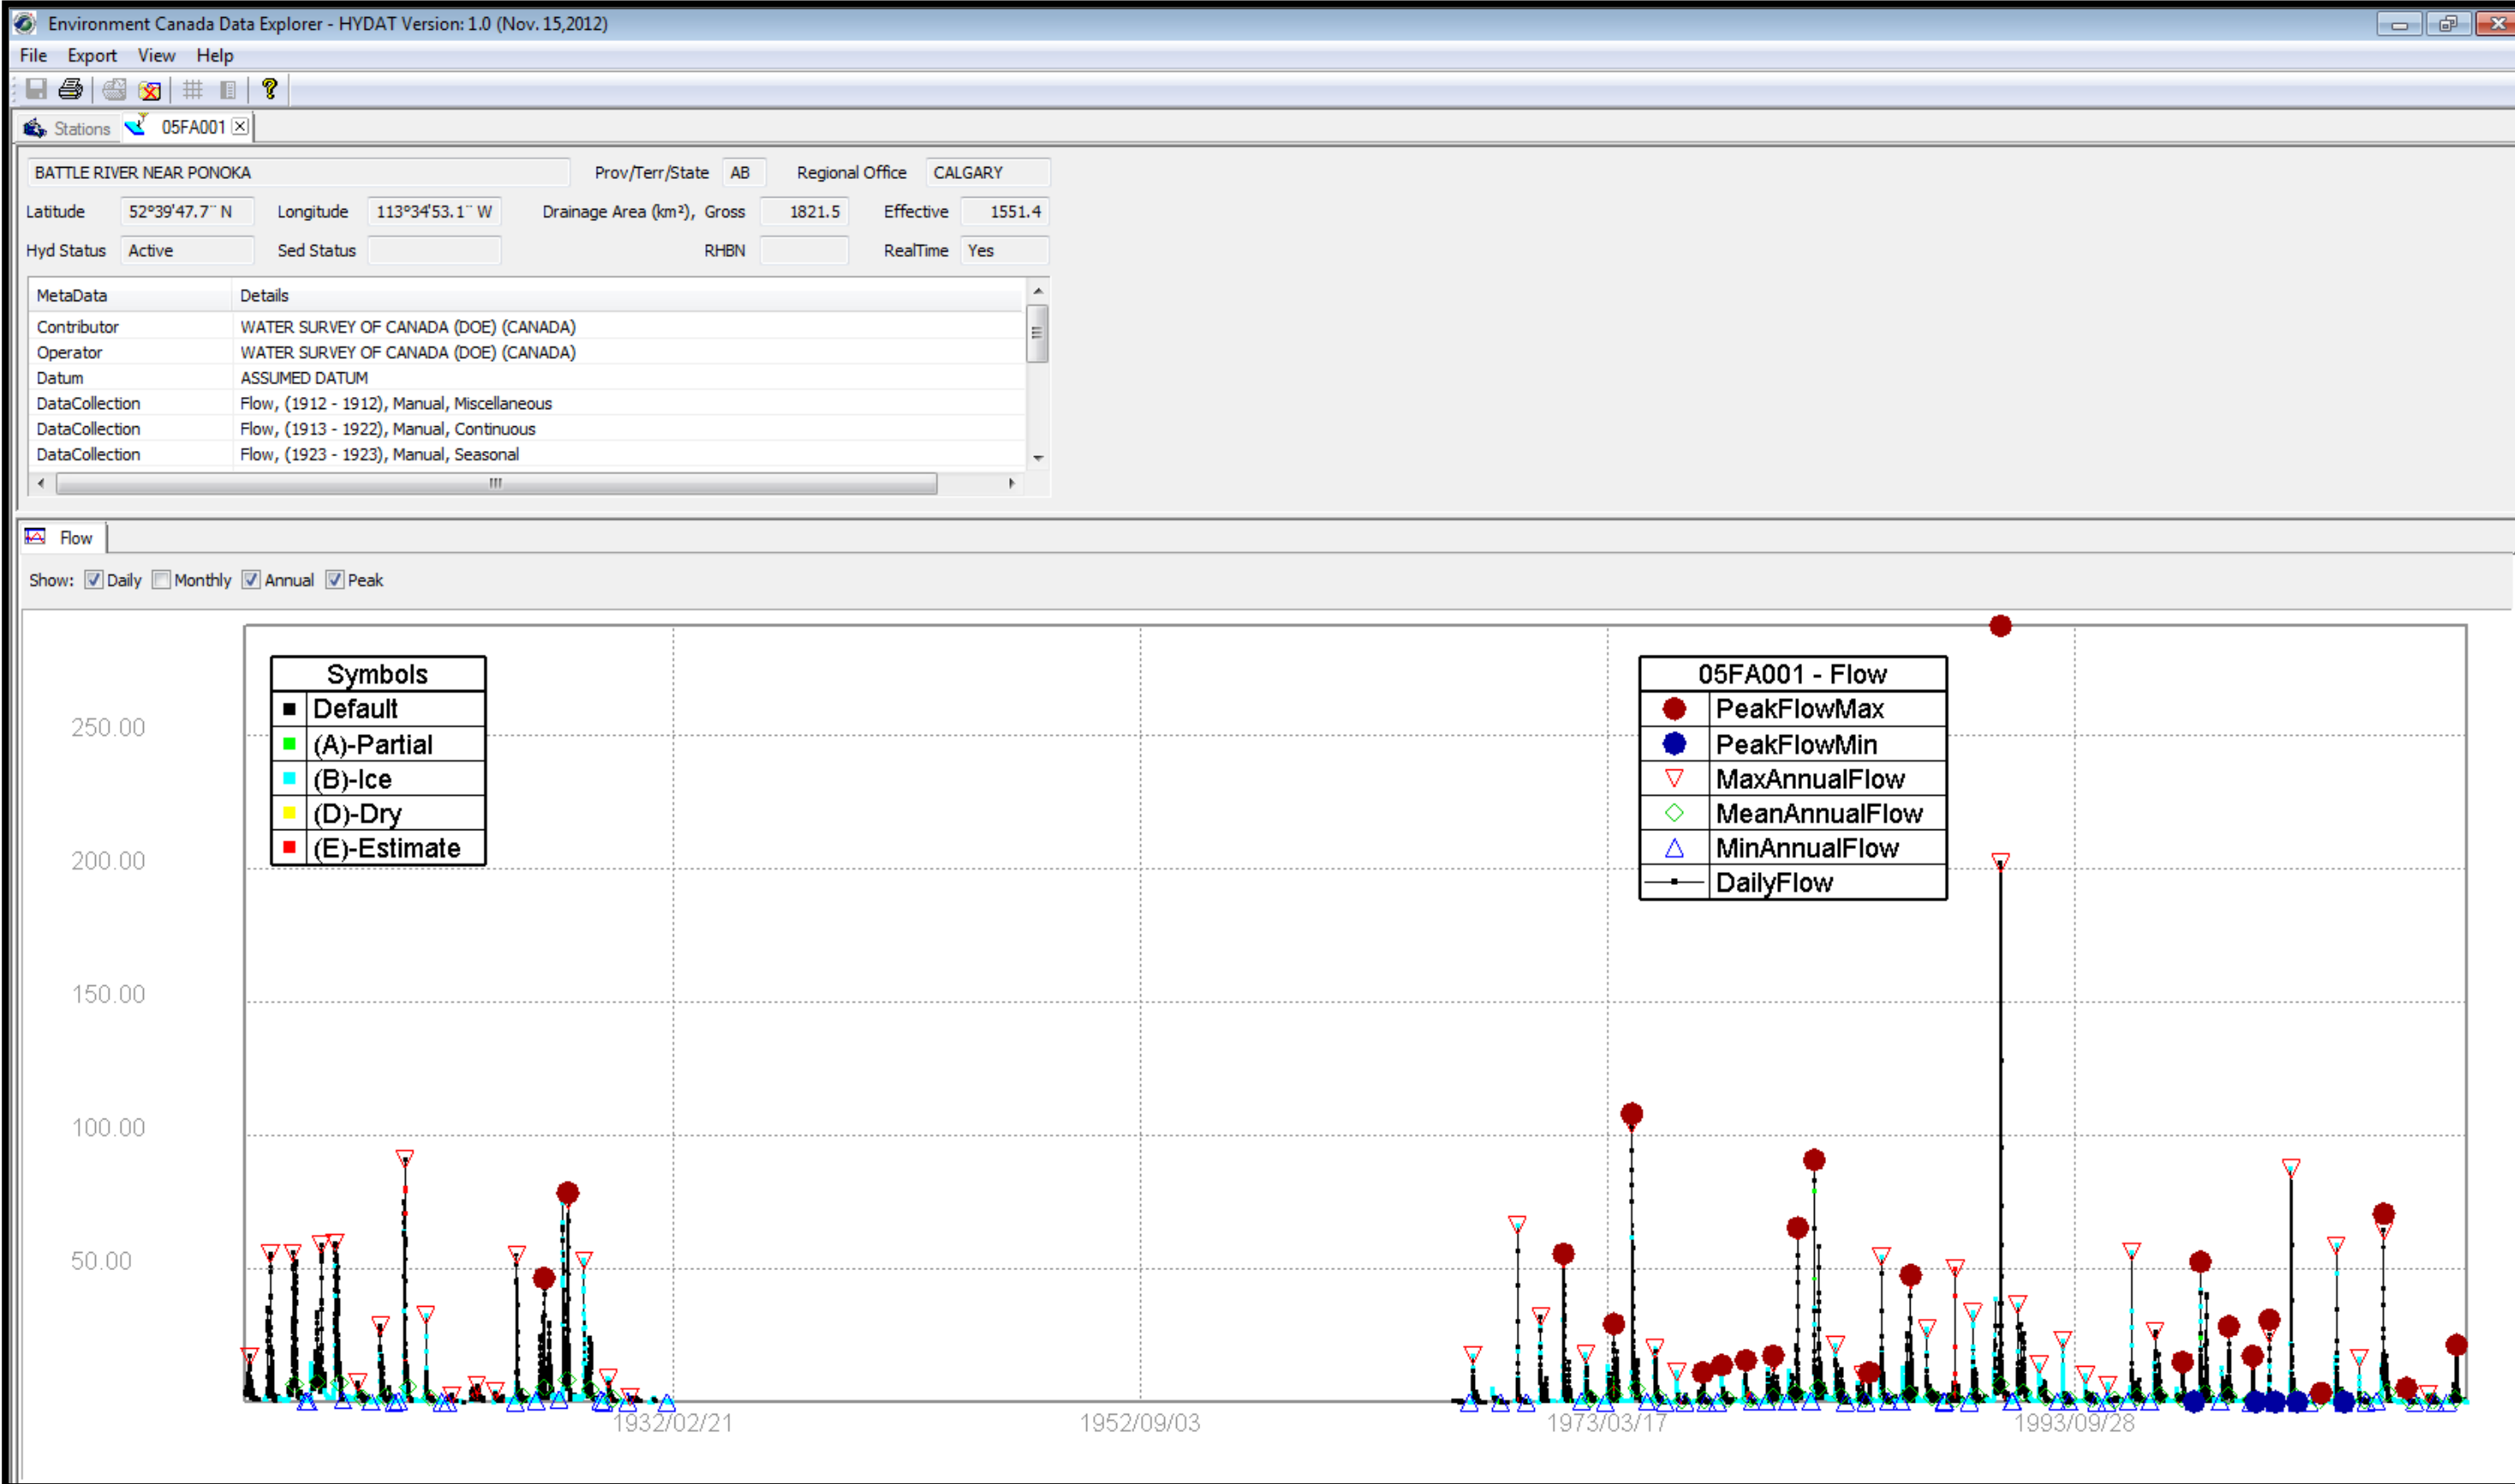 Environment Canada Data Explorer - HYDAT Version: 1.0 (Nov. 15,2012)
File Export View Help
Stations 05FA001
BATTLE RIVER NEAR PONOKA Prov/Terr/State AB Regional Office CALGARY
Latitude 52°39'47.7" N Longitude 113°34'53.1" W Drainage Area (km²), Gross 1821.5 Effective 1551.4
Hyd Status Active Sed Status RHBN RealTime Yes
MetaData Details
Contributor WATER SURVEY OF CANADA (DOE) (CANADA)
Operator WATER SURVEY OF CANADA (DOE) (CANADA)
Datum ASSUMED DATUM
DataCollection Flow, (1912 - 1912), Manual, Miscellaneous
DataCollection Flow, (1913 - 1922), Manual, Continuous
DataCollection Flow, (1923 - 1923), Manual, Seasonal
Flow
Show: Daily Monthly Annual Peak
Symbols
Default
(A)-Partial
(B)-Ice
(D)-Dry
(E)-Estimate
05FA001 - Flow
PeakFlowMax
PeakFlowMin
MaxAnnualFlow
MeanAnnualFlow
MinAnnualFlow
DailyFlow
250.00
200.00
150.00
100.00
50.00
1932/02/21 1952/09/03 1973/03/17 1993/09/28